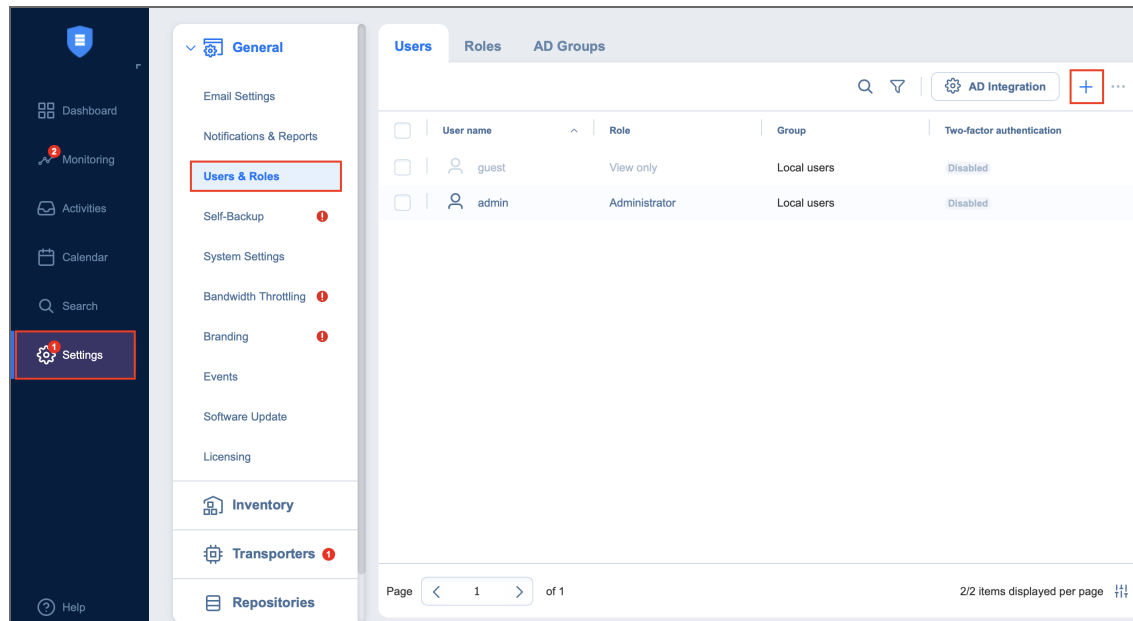 Dashboard
2
Monitoring
Activities
Calendar
Search
1
Settings
Help
General
Email Settings
Notifications & Reports
Users & Roles
Self-Backup !
System Settings
Bandwidth Throttling !
Branding !
Events
Software Update
Licensing
Inventory
Transporters 1
Repositories
Users Roles AD Groups
AD Integration
User name Role Group Two-factor authentication
guest View only Local users Disabled
admin Administrator Local users Disabled
Page 1 of 1 2/2 items displayed per page